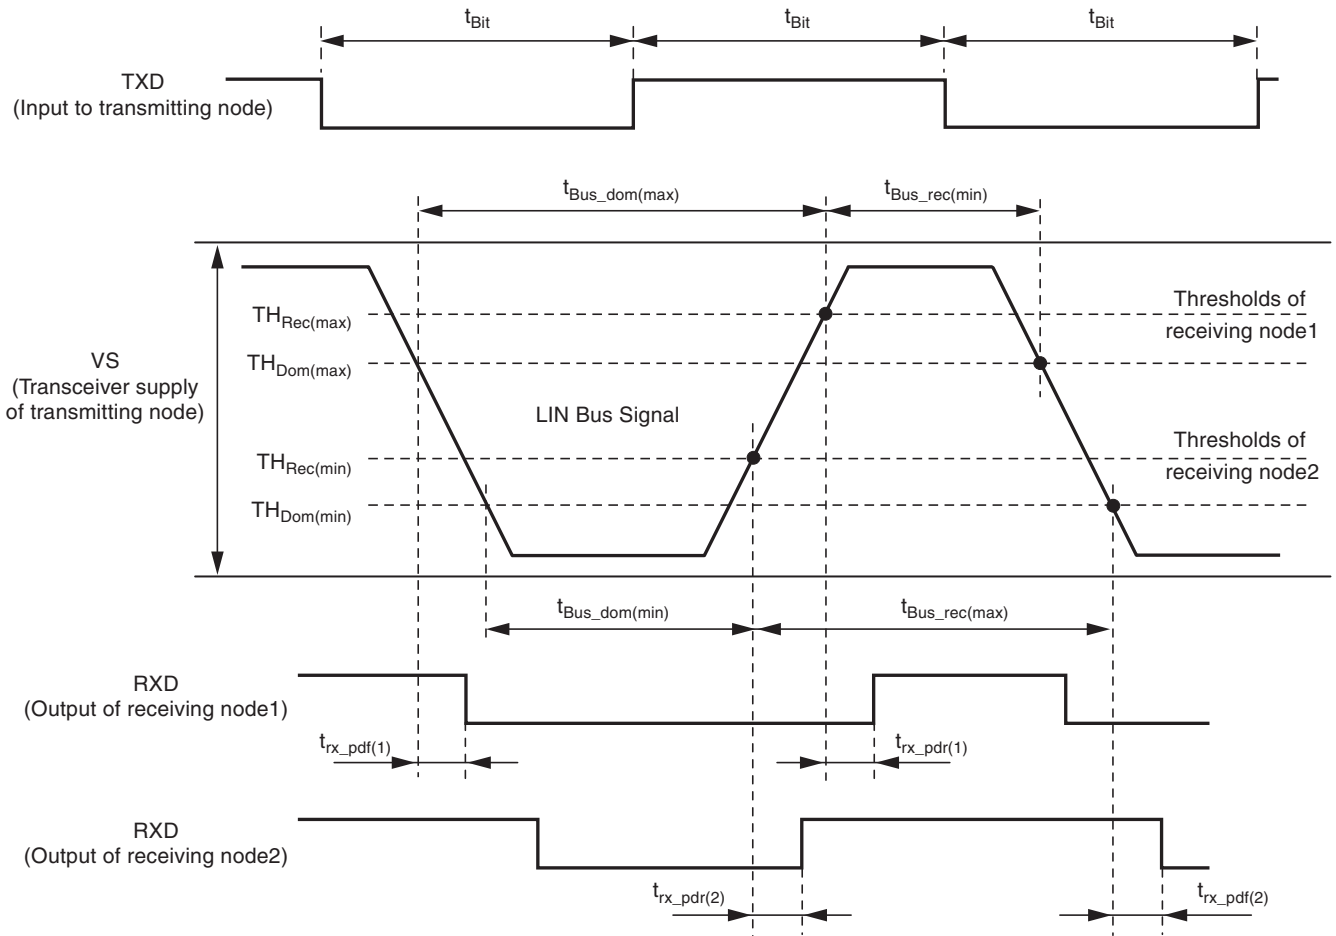 tBit
tBit
tBit
TXD
(Input to transmitting node)
tBus_dom(max)
tBus_rec(min)
THRec(max)
Thresholds of
receiving node1
VS
(Transceiver supply
of transmitting node)
THDom(max)
LIN Bus Signal
THRec(min)
Thresholds of
receiving node2
THDom(min)
tBus_dom(min)
tBus_rec(max)
RXD
(Output of receiving node1)
trx_pdf(1)
trx_pdr(1)
RXD
(Output of receiving node2)
trx_pdr(2)
trx_pdf(2)